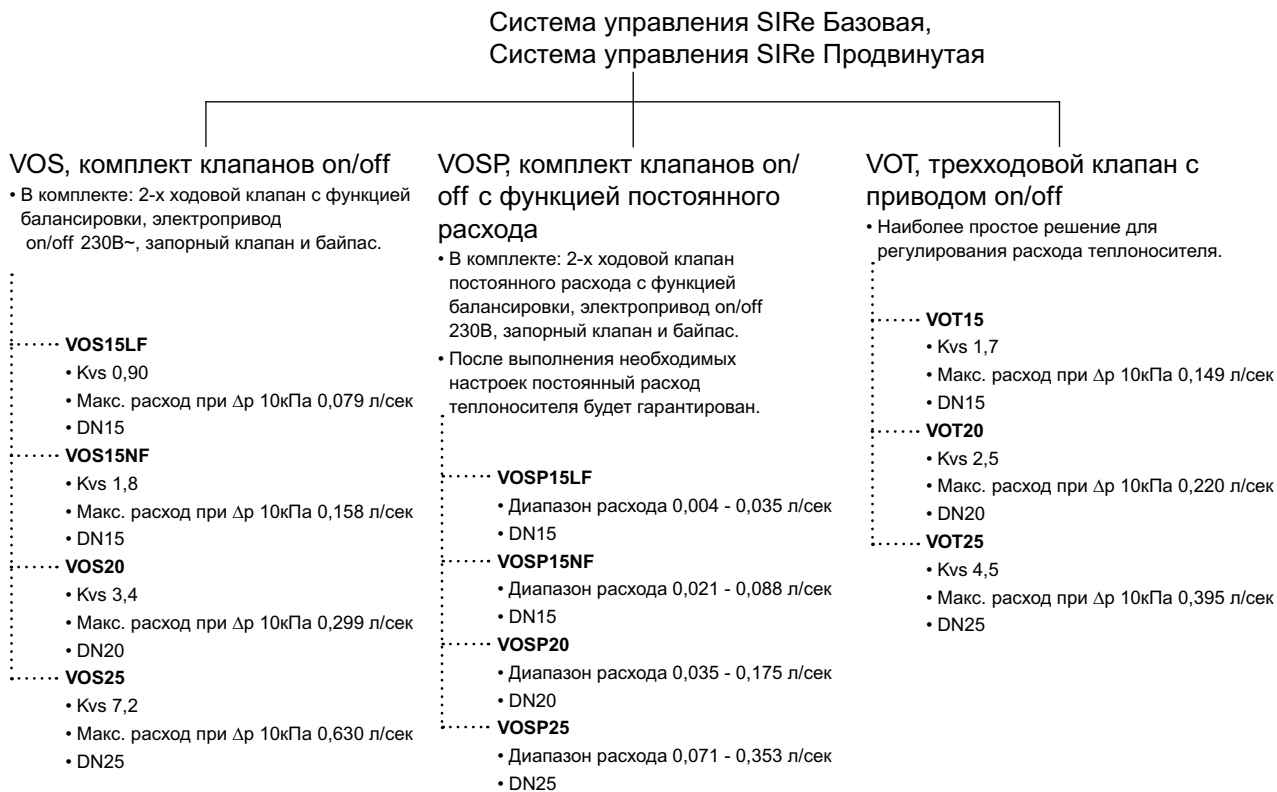 Система управления SIRe Базовая,
Система управления SIRe Продвинутая
VOS, комплект клапанов on/off
• В комплекте: 2-х ходовой клапан с функцией
балансировки, электропривод
on/off 230В~, запорный клапан и байпас.
VOS15LF
• Kvs 0,90
• Макс. расход при Δp 10кПа 0,079 л/сек
• DN15
VOS15NF
• Kvs 1,8
• Макс. расход при Δp 10кПа 0,158 л/сек
• DN15
VOS20
• Kvs 3,4
• Макс. расход при Δp 10кПа 0,299 л/сек
• DN20
VOS25
• Kvs 7,2
• Макс. расход при Δp 10кПа 0,630 л/сек
• DN25
VOSP, комплект клапанов on/
off с функцией постоянного
расхода
• В комплекте: 2-х ходовой клапан
постоянного расхода с функцией
балансировки, электропривод on/off
230В, запорный клапан и байпас.
• После выполнения необходимых
настроек постоянный расход
теплоносителя будет гарантирован.
VOSP15LF
• Диапазон расхода 0,004 - 0,035 л/сек
• DN15
VOSP15NF
• Диапазон расхода 0,021 - 0,088 л/сек
• DN15
VOSP20
• Диапазон расхода 0,035 - 0,175 л/сек
• DN20
VOSP25
• Диапазон расхода 0,071 - 0,353 л/сек
• DN25
VOT, трехходовой клапан с
приводом on/off
• Наиболее простое решение для
регулирования расхода теплоносителя.
VOT15
• Kvs 1,7
• Макс. расход при Δp 10кПа 0,149 л/сек
• DN15
VOT20
• Kvs 2,5
• Макс. расход при Δp 10кПа 0,220 л/сек
• DN20
VOT25
• Kvs 4,5
• Макс. расход при Δp 10кПа 0,395 л/сек
• DN25